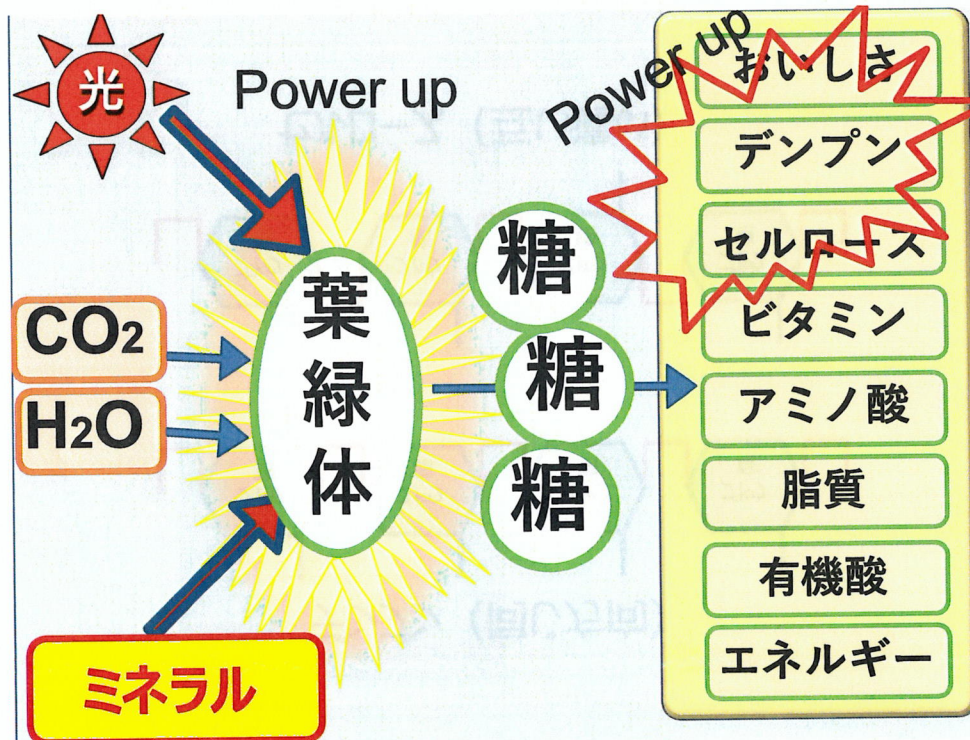 光
Power up
Power up
CO2
H2O
ミネラル
葉緑体
糖
糖
糖
おいしさ
デンプン
セルロース
ビタミン
アミノ酸
脂質
有機酸
エネルギー